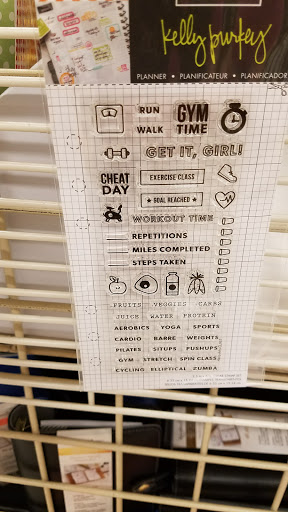 kelly purkey
PLANNER • PLANIFICATEUR • PLANIFICADOR
RUN
WALK
GYM
TIME
GET IT, GIRL!
CHEAT
DAY
EXERCISE CLASS
★ GOAL REACHED ★
WORKOUT TIME
REPETITIONS
MILES COMPLETED
STEPS TAKEN
FRUITS VEGGIES CARBS
JUICE WATER PROTEIN
AEROBICS YOGA SPORTS
CARDIO BARRE WEIGHTS
PILATES SITUPS PUSHUPS
GYM STRETCH SPIN CLASS
CYCLING ELLIPTICAL ZUMBA